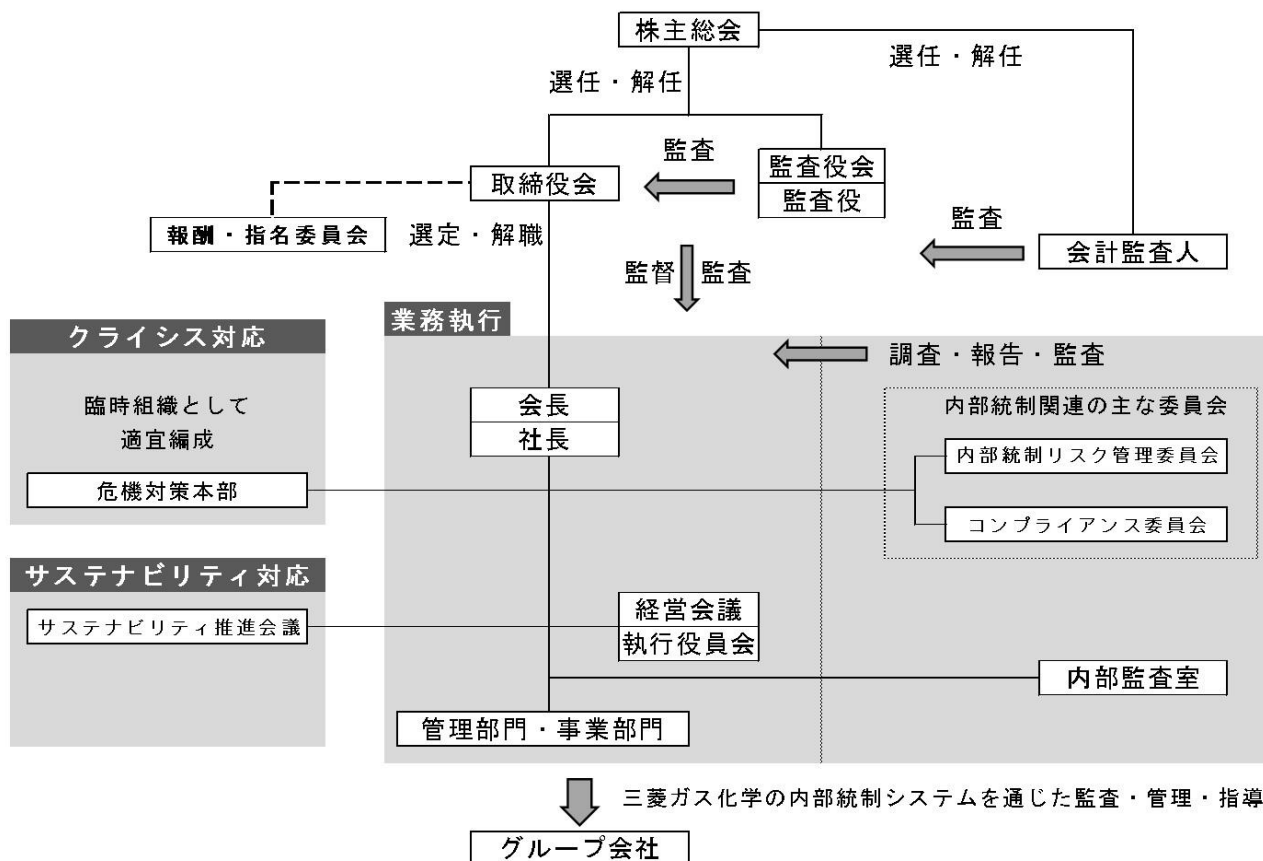 株主総会
選任・解任
選任・解任
監査
監査役会
監査役
取締役会
報酬・指名委員会
選定・解職
監査
会計監査人
監督
監査
クライシス対応
臨時組織として
適宜編成
危機対策本部
業務執行
調査・報告・監査
会長
社長
内部統制関連の主な委員会
内部統制リスク管理委員会
コンプライアンス委員会
サステナビリティ対応
サステナビリティ推進会議
経営会議
執行役員会
内部監査室
管理部門・事業部門
三菱ガス化学の内部統制システムを通じた監査・管理・指導
グループ会社